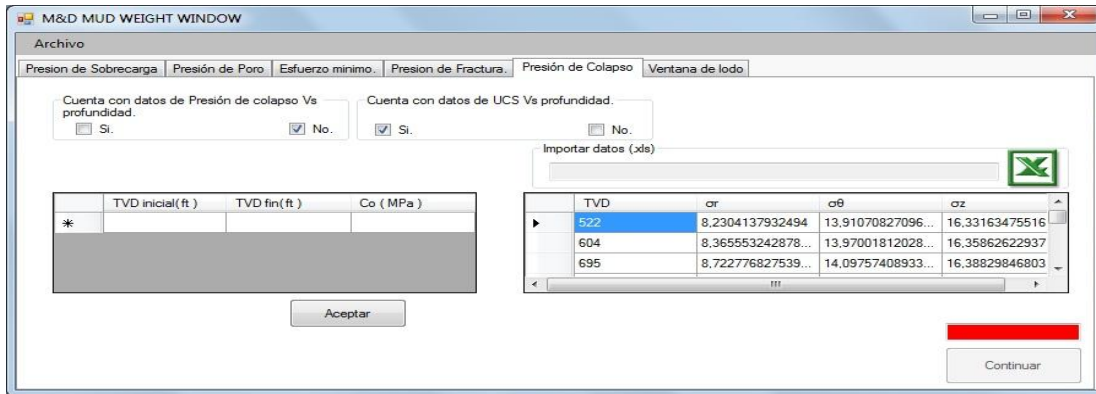 M&D MUD WEIGHT WINDOW
Archivo
Presion de Sobrecarga Presión de Poro Esfuerzo minimo. Presion de Fractura. Presión de Colapso Ventana de lodo
Cuenta con datos de Presión de colapso Vs
profundidad.
Si. No.
Cuenta con datos de UCS Vs profundidad.
Si. No.
Importar datos (.xls)
TVD inicial(ft ) TVD fin(ft ) Co ( MPa )
TVD σr σθ σz
522 8,2304137932494 13,91070827096... 16,33163475516
604 8,365553242878... 13,97001812028... 16,35862622937
695 8,722776827539... 14,09757408933... 16,38829846803
Aceptar
Continuar